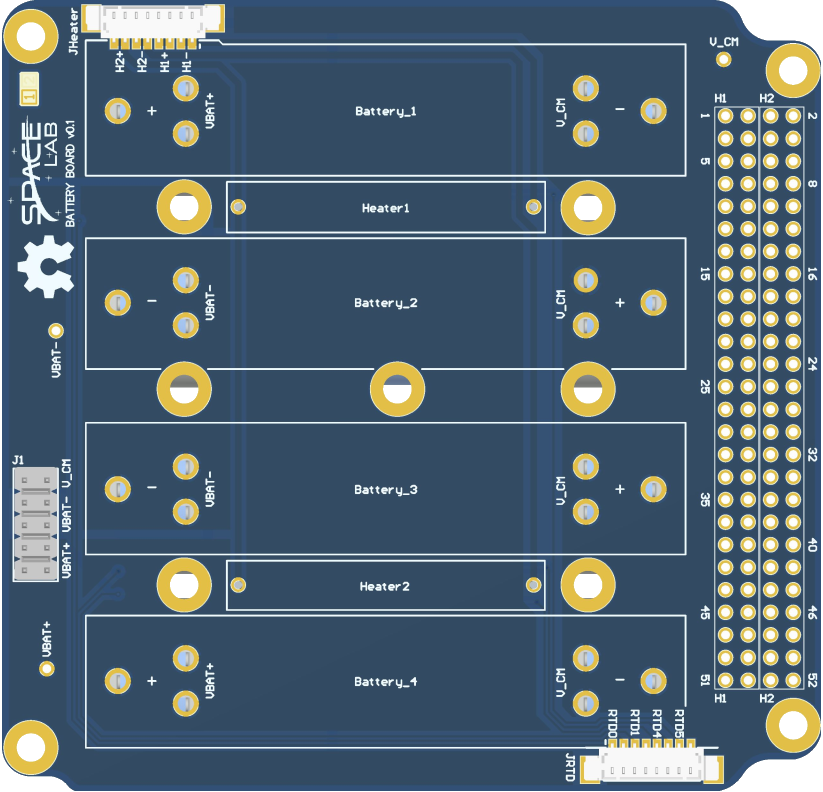 JHeater
H2+
H2-
H1+
H1-
V_CM
H1 H2
1
2
5
8
15
16
25
24
35
32
40
45
46
51
52
H1 H2
1
SPACE
LAB
BATTERY BOARD v0.1
+ VBAT+ Battery_1 V_CM -
Heater1
- VBAT- Battery_2 V_CM +
VBAT-
- VBAT- Battery_3 V_CM +
J1
V_CM
VBAT-
VBAT+
Heater2
VBAT+
+ VBAT+ Battery_4 V_CM -
RTD0
RTD1
RTD4
RTD5
JRTD